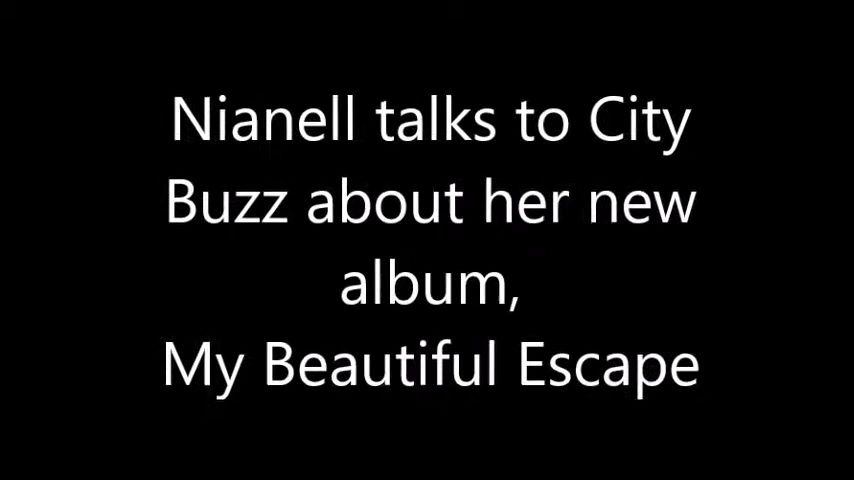 Nianell talks to City
Buzz about her new
album,
My Beautiful Escape